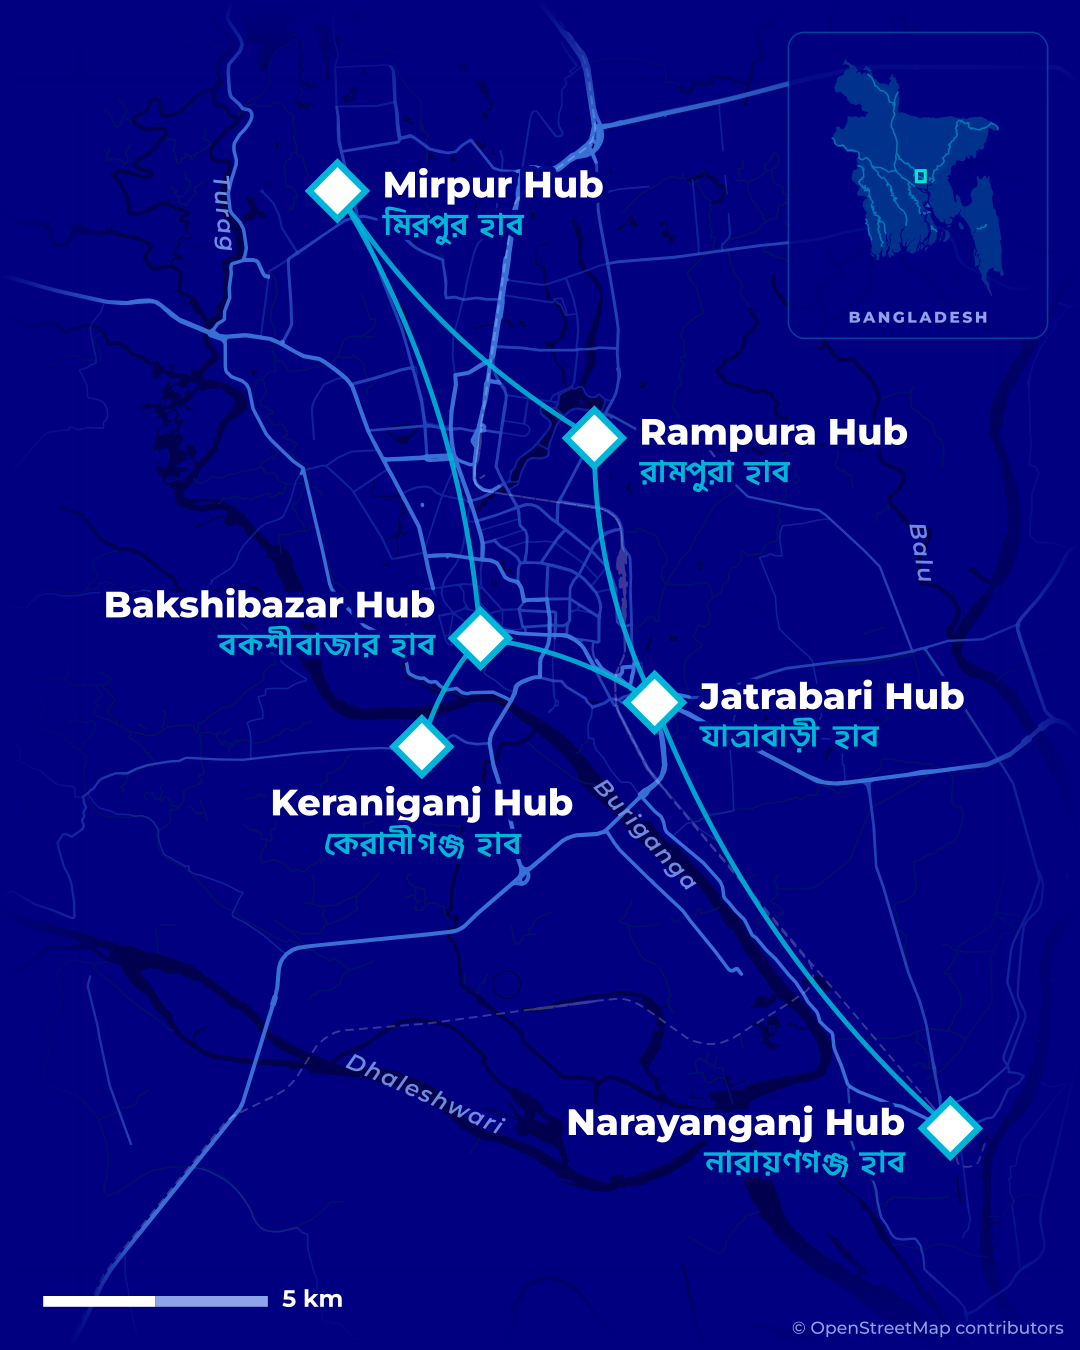 Turag
Mirpur Hub
মিরপুর হাব
BANGLADESH
Rampura Hub
রামপুরা হাব
Balu
Bakshibazar Hub
বকশীবাজার হাব
Jatrabari Hub
যাত্রাবাড়ী হাব
Keraniganj Hub
কেরানীগঞ্জ হাব
Buriganga
Dhaleshwari
Narayanganj Hub
নারায়ণগঞ্জ হাব
5 km
© OpenStreetMap contributors